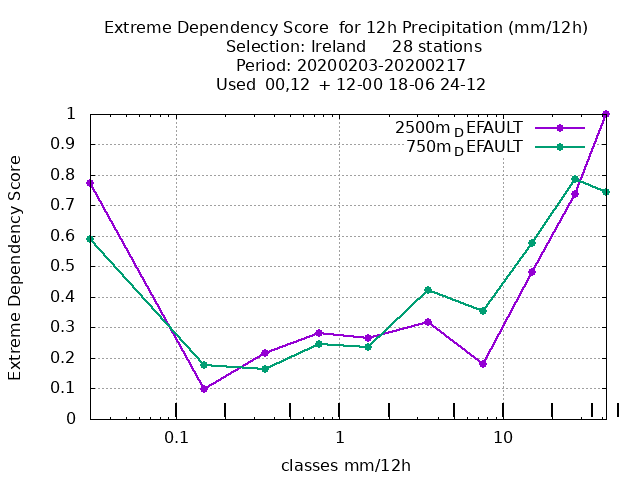 Extreme Dependency Score  for 12h Precipitation (mm/12h)
Selection: Ireland     28 stations
Period: 20200203-20200217
Used  00,12  + 12-00 18-06 24-12
2500m_DEFAULT
750m_DEFAULT
Extreme Dependency Score
1
0.9
0.8
0.7
0.6
0.5
0.4
0.3
0.2
0.1
0
0.1 1 10
classes mm/12h